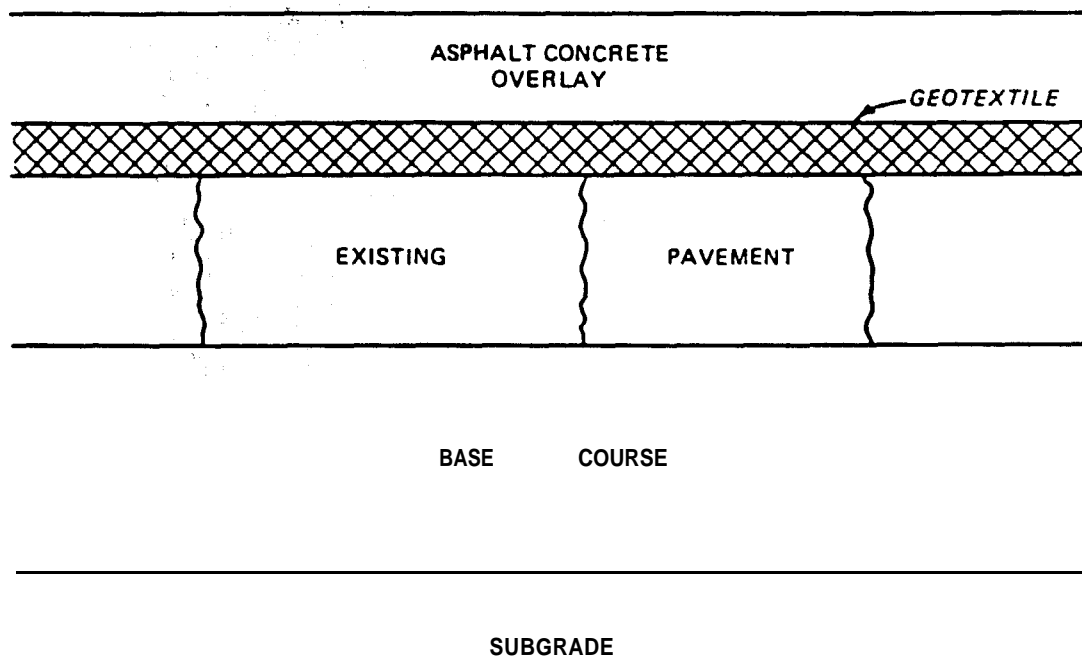 ASPHALT CONCRETE
OVERLAY
GEOTEXTILE
EXISTING PAVEMENT
BASE COURSE
SUBGRADE